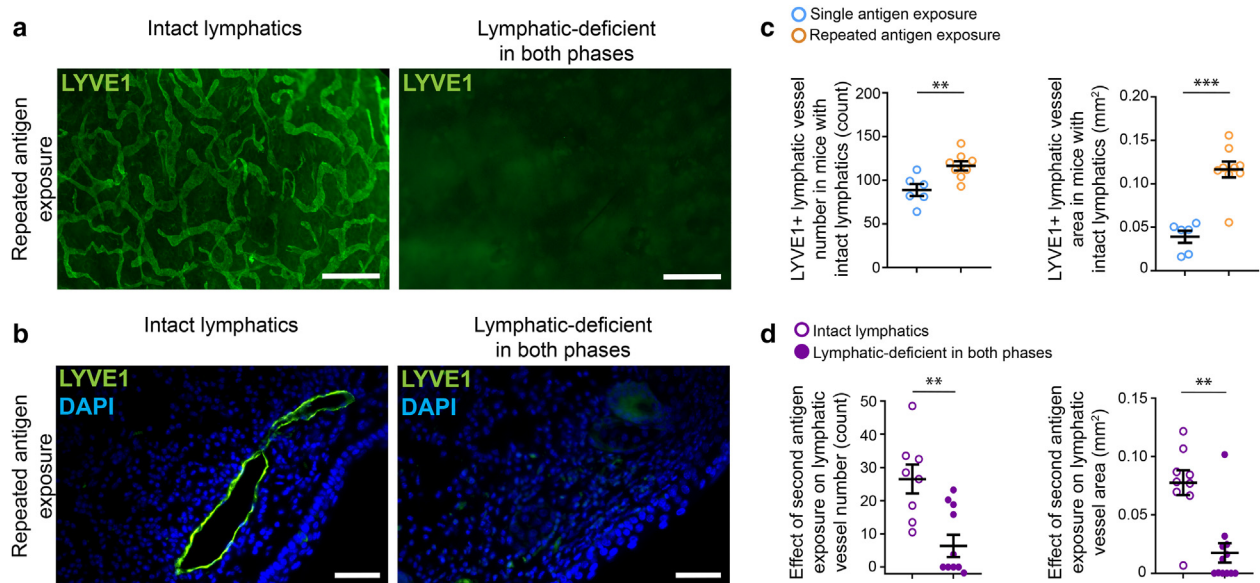 a
Intact lymphatics
Lymphatic-deficient
in both phases
Repeated antigen
exposure
LYVE1
LYVE1
b
Intact lymphatics
Lymphatic-deficient
in both phases
Repeated antigen
exposure
LYVE1
DAPI
LYVE1
DAPI
c
Single antigen exposure
Repeated antigen exposure
LYVE1+ lymphatic vessel
number in mice with
intact lymphatics (count)
200
150
100
50
0
**
LYVE1+ lymphatic vessel
area in mice with
intact lymphatics (mm²)
0.20
0.15
0.10
0.05
0.00
***
d
Intact lymphatics
Lymphatic-deficient in both phases
Effect of second antigen
exposure on lymphatic
vessel number (count)
50
40
30
20
10
0
**
Effect of second antigen
exposure on lymphatic
vessel area (mm²)
0.15
0.10
0.05
0
**